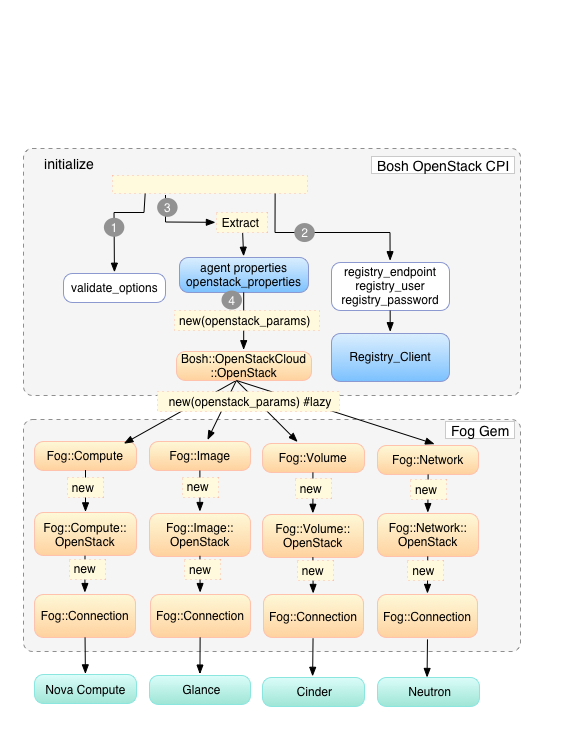 initialize
Bosh OpenStack CPI
3
1
Extract
2
validate_options
agent properties
openstack_properties
registry_endpoint
registry_user
registry_password
4
new(openstack_params)
Bosh::OpenStackCloud
::OpenStack
Registry_Client
new(openstack_params) #lazy
Fog Gem
Fog::Compute
Fog::Image
Fog::Volume
Fog::Network
new
new
new
new
Fog::Compute::
OpenStack
Fog::Image::
OpenStack
Fog::Volume::
OpenStack
Fog::Network::
OpenStack
new
new
new
new
Fog::Connection
Fog::Connection
Fog::Connection
Fog::Connection
Nova Compute
Glance
Cinder
Neutron